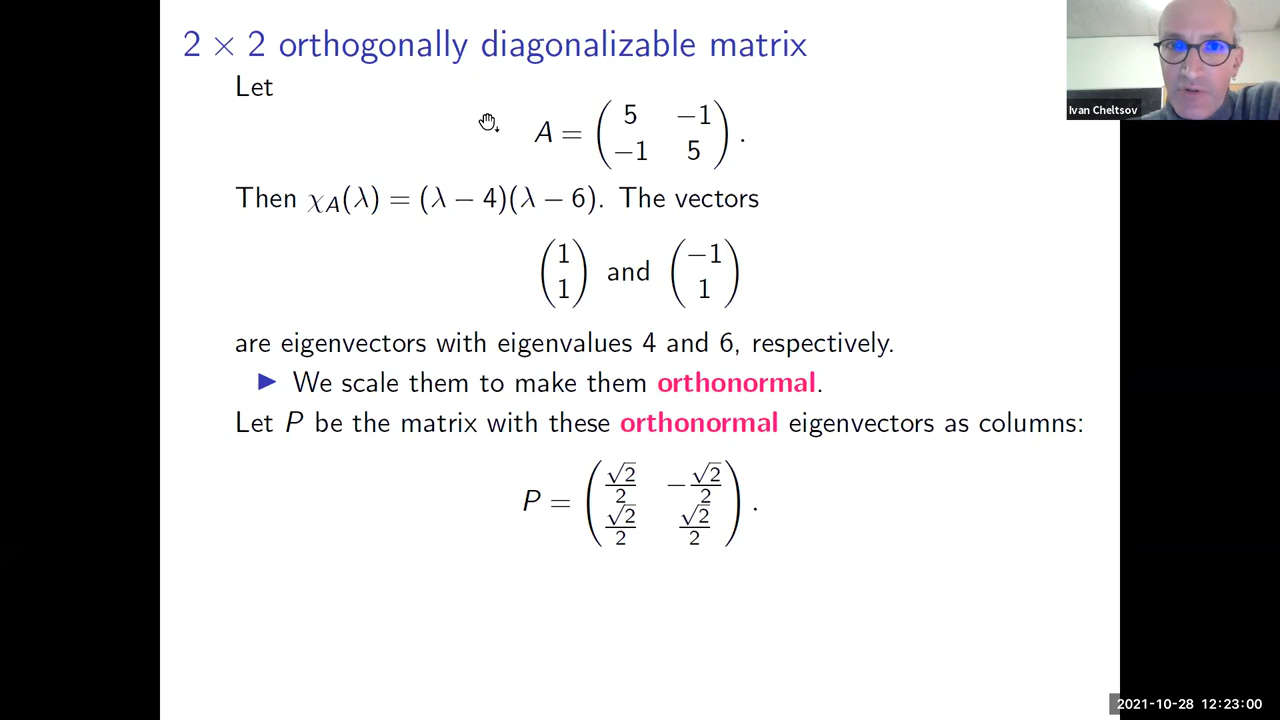 2 × 2 orthogonally diagonalizable matrix
Let
A = ( 5 −1
−1 5 ) .
Then χ_A(λ) = (λ − 4)(λ − 6). The vectors
( 1
1 ) and ( −1
1 )
are eigenvectors with eigenvalues 4 and 6, respectively.
▶ We scale them to make them orthonormal.
Let P be the matrix with these orthonormal eigenvectors as columns:
P = ( √2/2 −√2/2
√2/2 √2/2 ) .
Ivan Cheltsov
2021-10-28 12:23:00